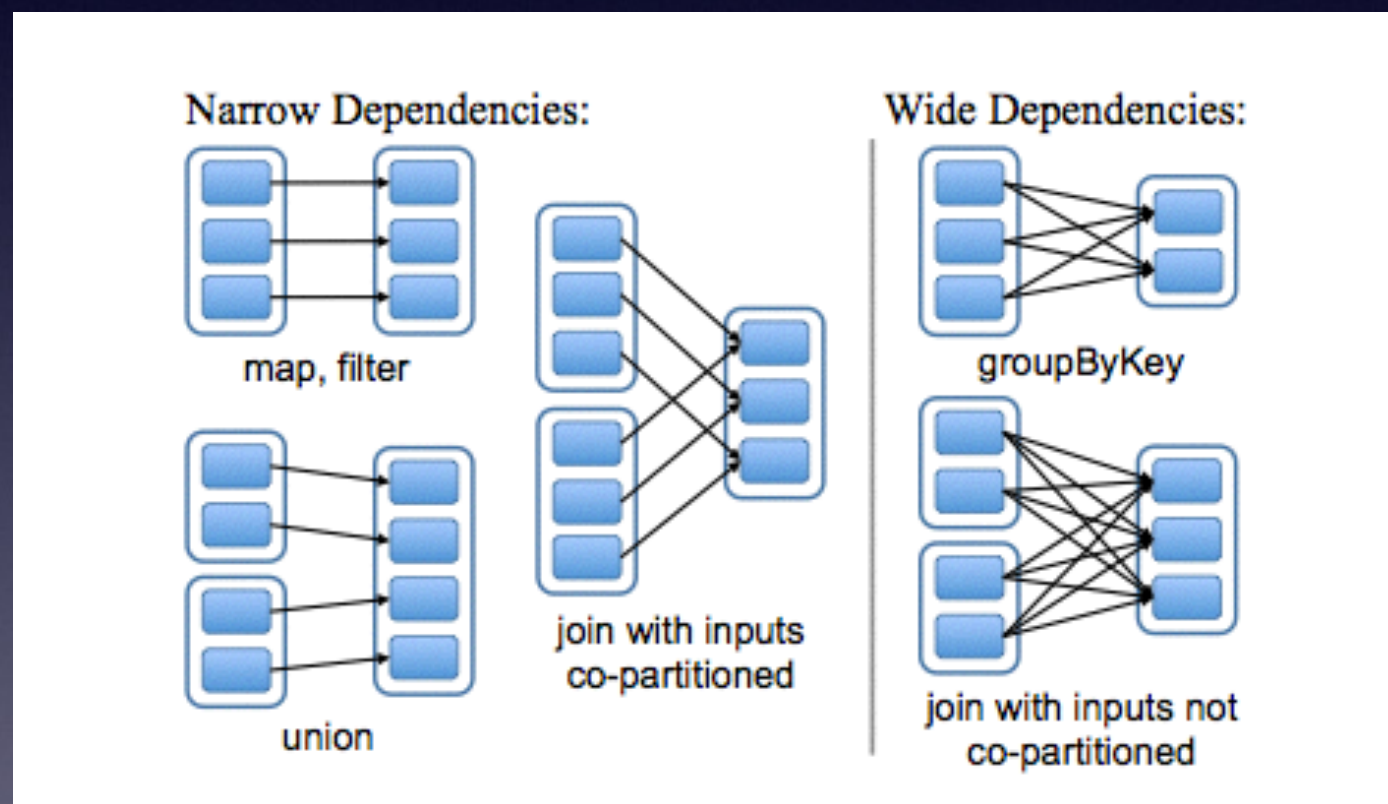 Narrow Dependencies:
map, filter
union
join with inputs
co-partitioned
Wide Dependencies:
groupByKey
join with inputs not
co-partitioned